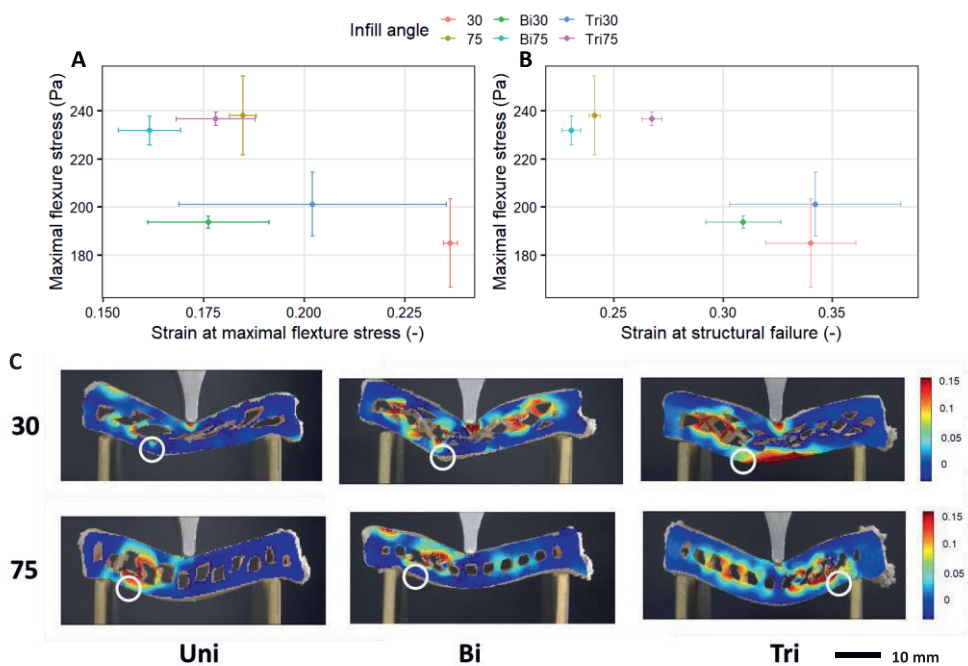 Infill angle 30 Bi30 Tri30
75 Bi75 Tri75
A
B
Maximal flexure stress (Pa)
240
220
200
180
0.150 0.175 0.200 0.225
Strain at maximal flexture stress (-)
Maximal flexure stress (Pa)
240
220
200
180
0.25 0.30 0.35
Strain at structural failure (-)
C
30
0.15
0.10
0.05
0
75
0.15
0.10
0.05
0
Uni Bi Tri
10 mm